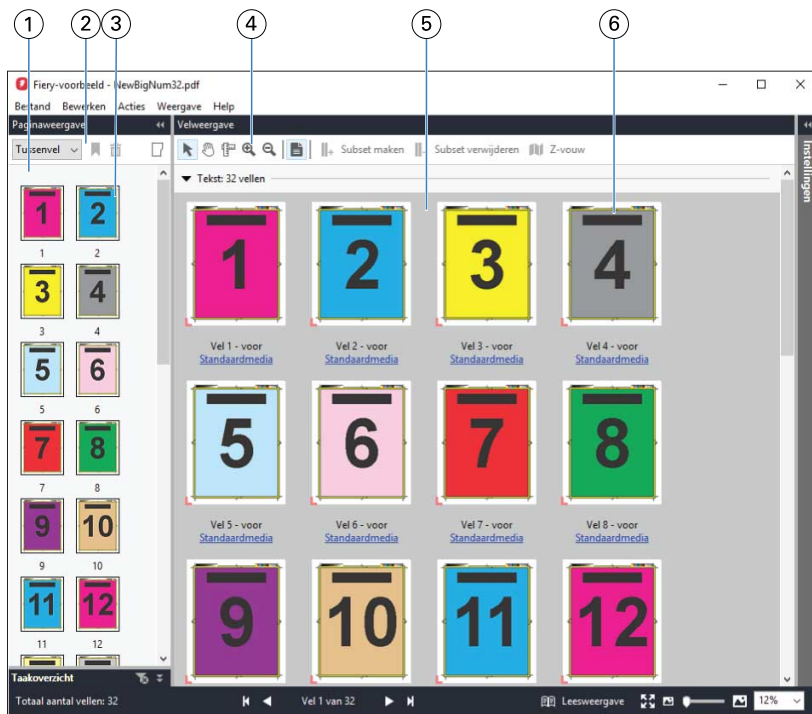 1 2 3 4 5 6
Fiery-voorbeeld - NewBigNum32.pdf
Bestand Bewerken Acties Weergave Help
Paginaweergave Velweergave
Tussenvel Subset maken Subset verwijderen Z-vouw
Instellingen
Tekst: 32 vellen
1 2
1 2
3 4
3 4
5 6
5 6
7 8
7 8
9 10
9 10
11 12
11 12
1 2 3 4
Vel 1 - voor Vel 2 - voor Vel 3 - voor Vel 4 - voor
Standaardmedia Standaardmedia Standaardmedia Standaardmedia
5 6 7 8
Vel 5 - voor Vel 6 - voor Vel 7 - voor Vel 8 - voor
Standaardmedia Standaardmedia Standaardmedia Standaardmedia
9 10 11 12
Taakoverzicht
Totaal aantal vellen: 32 Vel 1 van 32 Leesweergave 12%